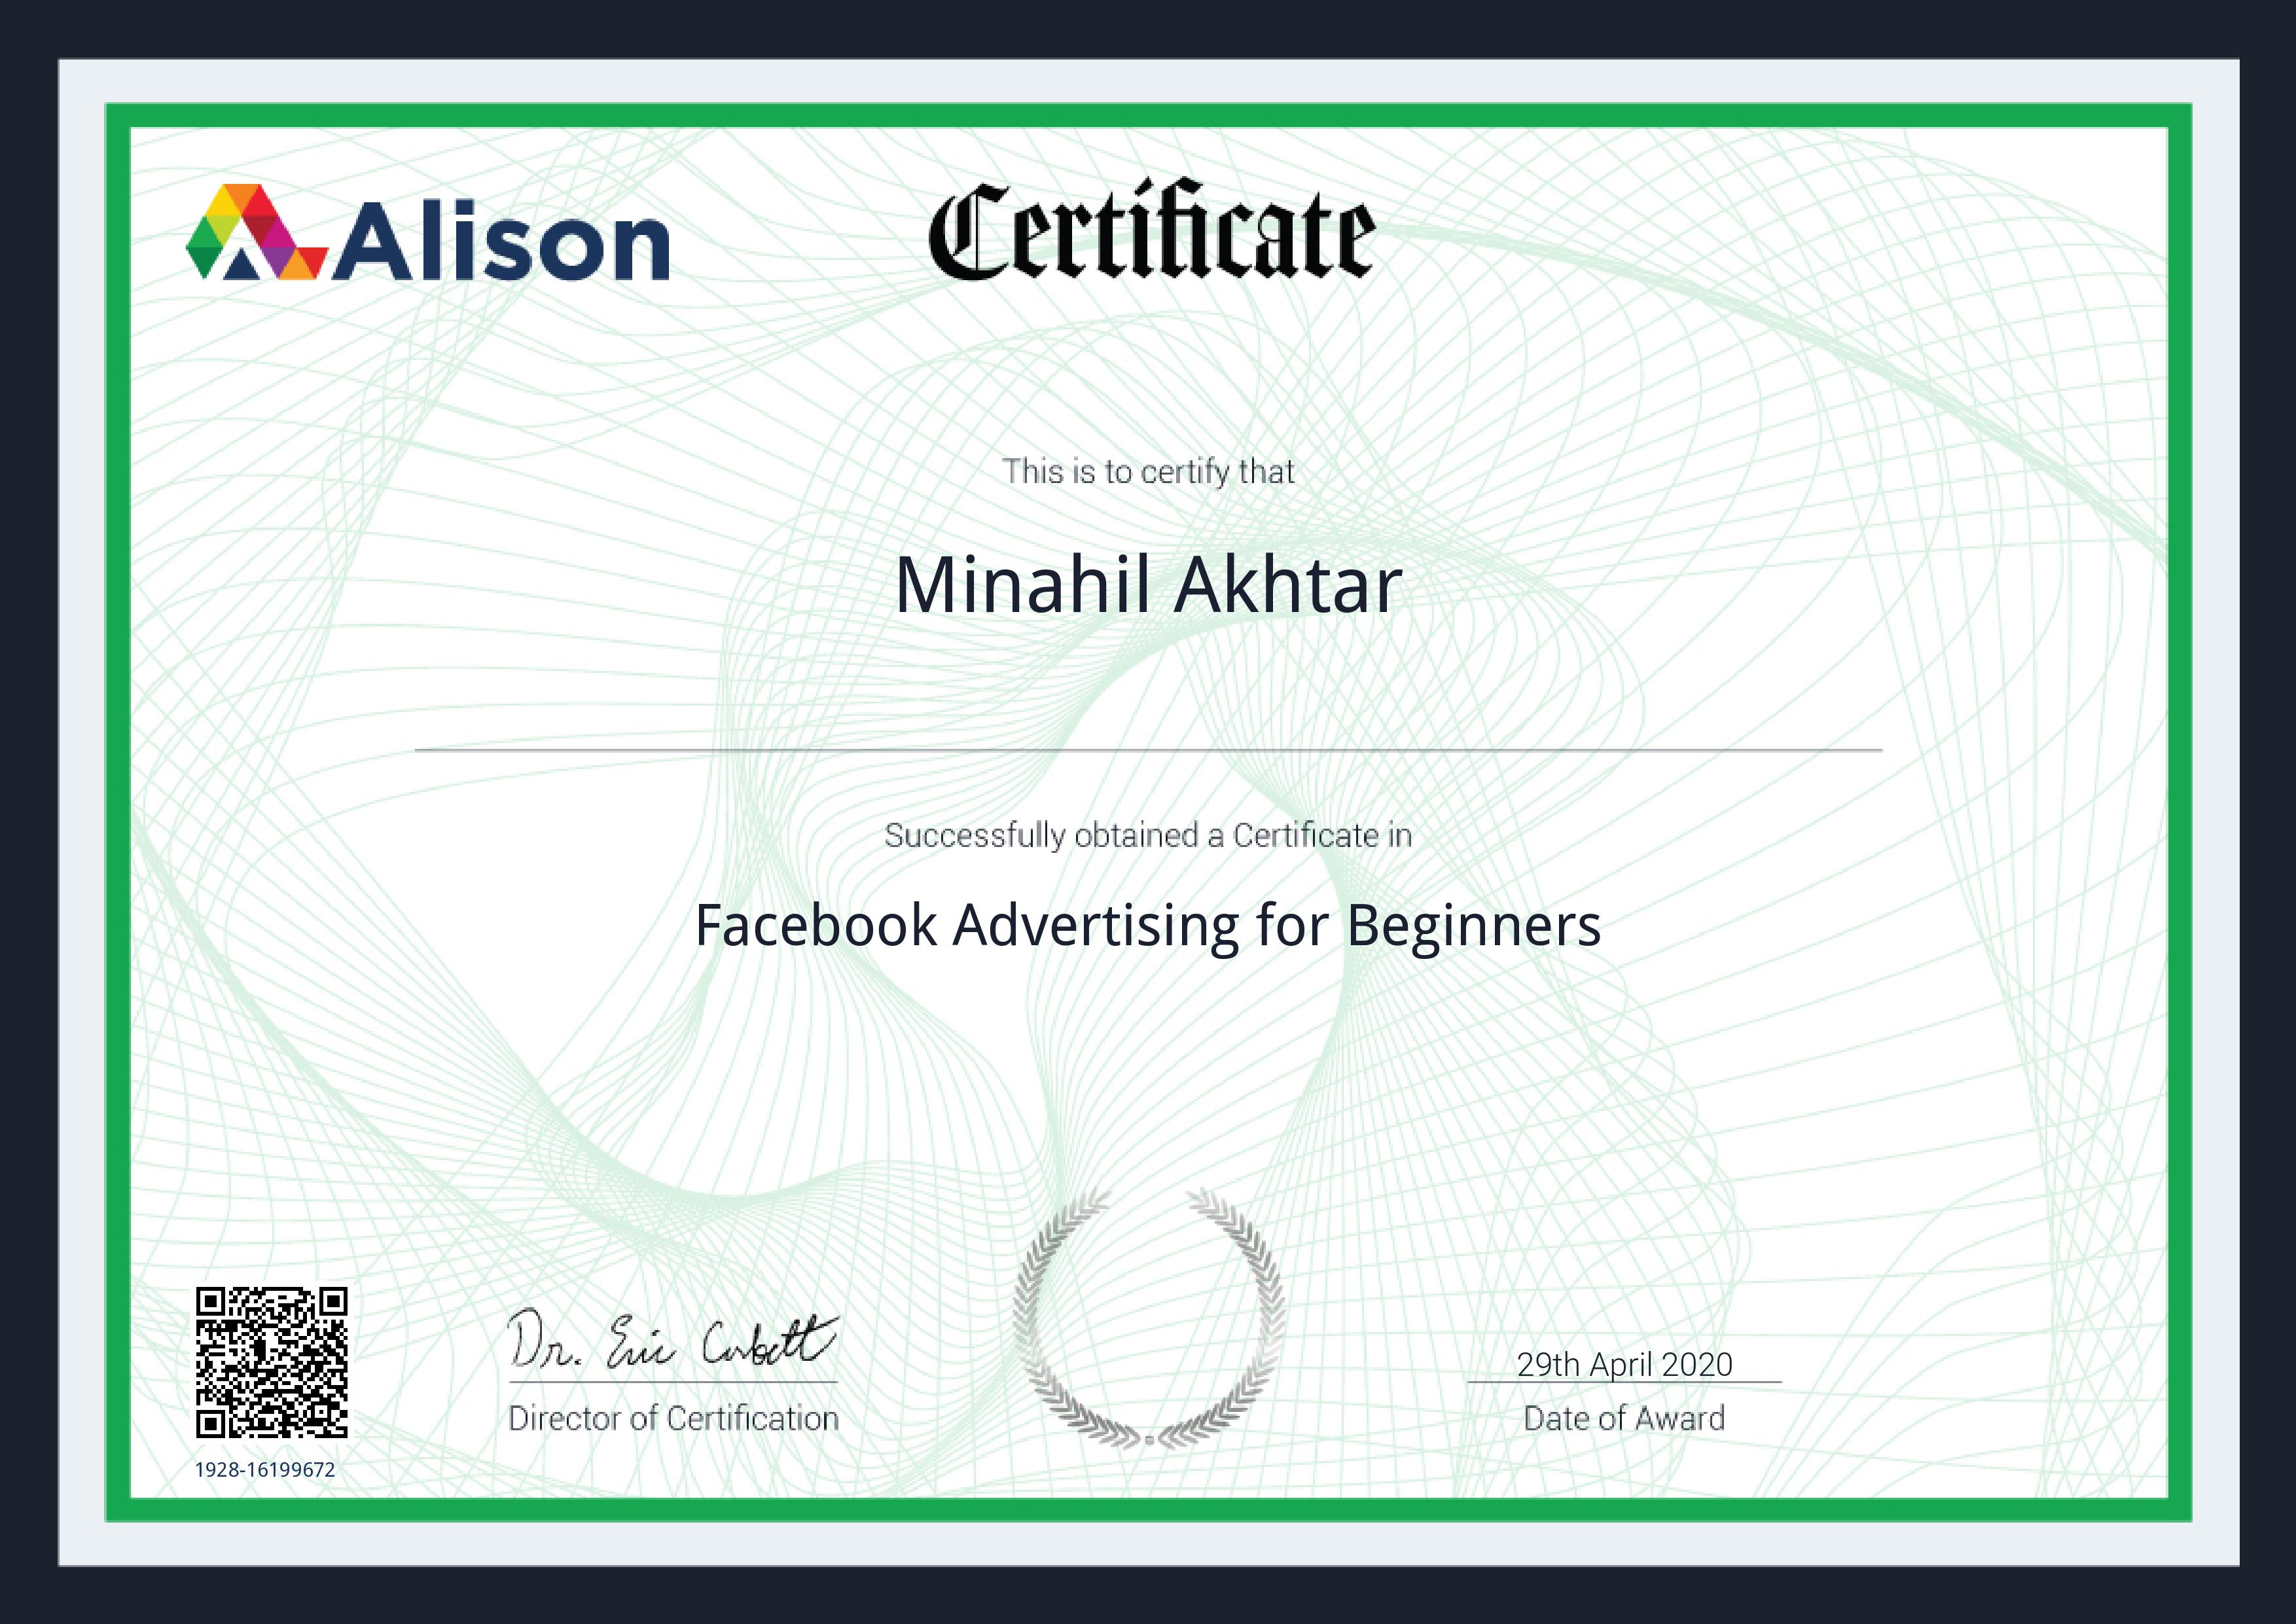 Alison
Certificate
This is to certify that
Minahil Akhtar
Successfully obtained a Certificate in
Facebook Advertising for Beginners
Dr. Eric Corbett
29th April 2020
Director of Certification
Date of Award
1928-16199672